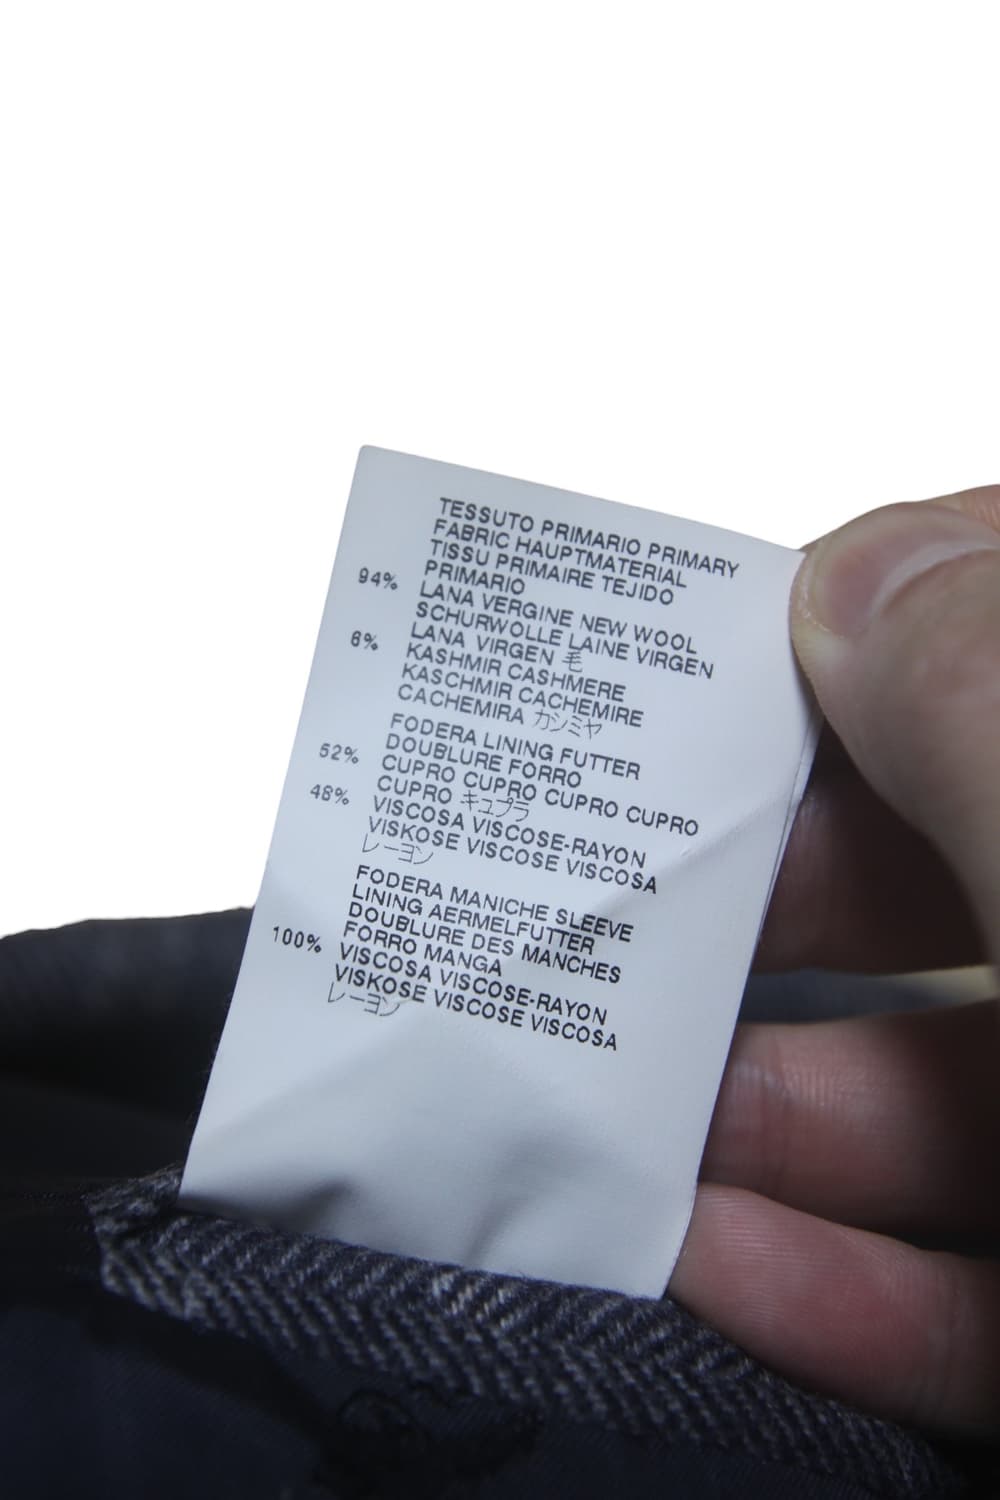 TESSUTO PRIMARIO PRIMARY
FABRIC HAUPTMATERIAL
TISSU PRIMAIRE TEJIDO
PRIMARIO
94% LANA VERGINE NEW WOOL
SCHURWOLLE LAINE VIRGEN
LANA VIRGEN 毛
6% KASHMIR CASHMERE
KASCHMIR CACHEMIRE
CACHEMIRA カシミヤ
FODERA LINING FUTTER
DOUBLURE FORRO
52% CUPRO CUPRO CUPRO CUPRO
CUPRO キュプラ
48% VISCOSA VISCOSE-RAYON
VISKOSE VISCOSE VISCOSA
レーヨン
FODERA MANICHE SLEEVE
LINING AERMELFUTTER
DOUBLURE DES MANCHES
FORRO MANGA
100% VISCOSA VISCOSE-RAYON
VISKOSE VISCOSE VISCOSA
レーヨン